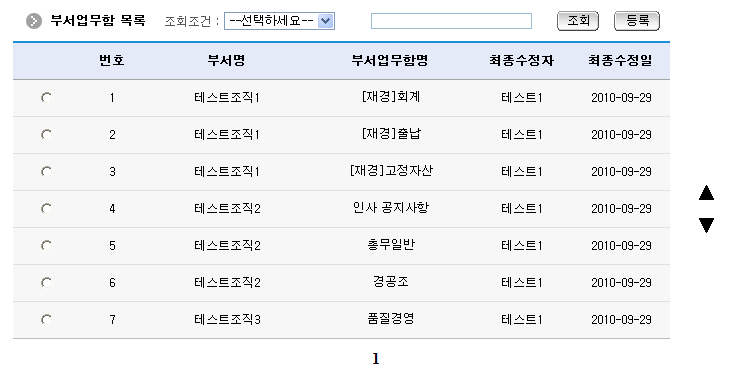 부서업무함 목록 조회조건 : --선택하세요-- 조회 등록
번호 부서명 부서업무함명 최종수정자 최종수정일
1 테스트조직1 [재경]회계 테스트1 2010-09-29
2 테스트조직1 [재경]출납 테스트1 2010-09-29
3 테스트조직1 [재경]고정자산 테스트1 2010-09-29
4 테스트조직2 인사 공지사항 테스트1 2010-09-29
5 테스트조직2 총무일반 테스트1 2010-09-29
6 테스트조직2 경공조 테스트1 2010-09-29
7 테스트조직3 품질경영 테스트1 2010-09-29
1